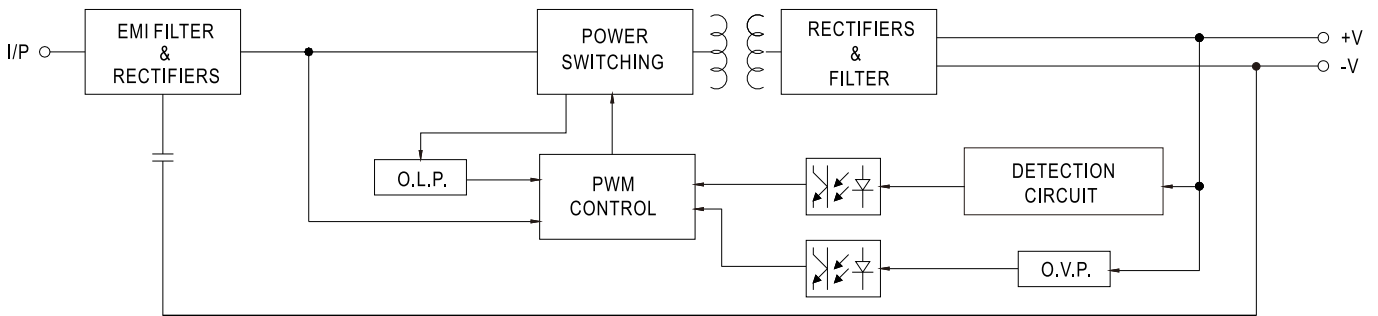 I/P
EMI FILTER
&
RECTIFIERS
POWER
SWITCHING
RECTIFIERS
&
FILTER
+V
-V
O.L.P.
PWM
CONTROL
DETECTION
CIRCUIT
O.V.P.